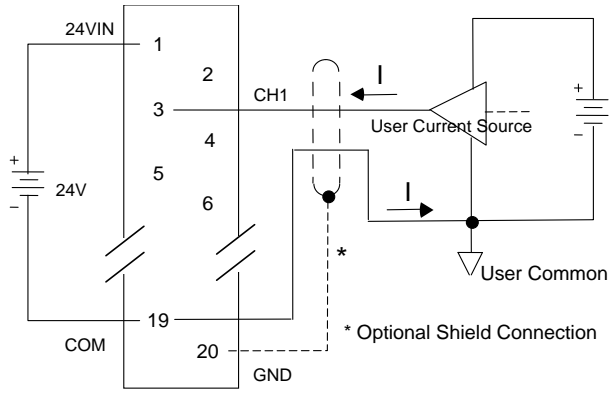 24VIN
1
2
3
CH1
I
4
User Current Source
+
−
+
24V
−
5
6
I
*
User Common
19
COM
* Optional Shield Connection
20
GND